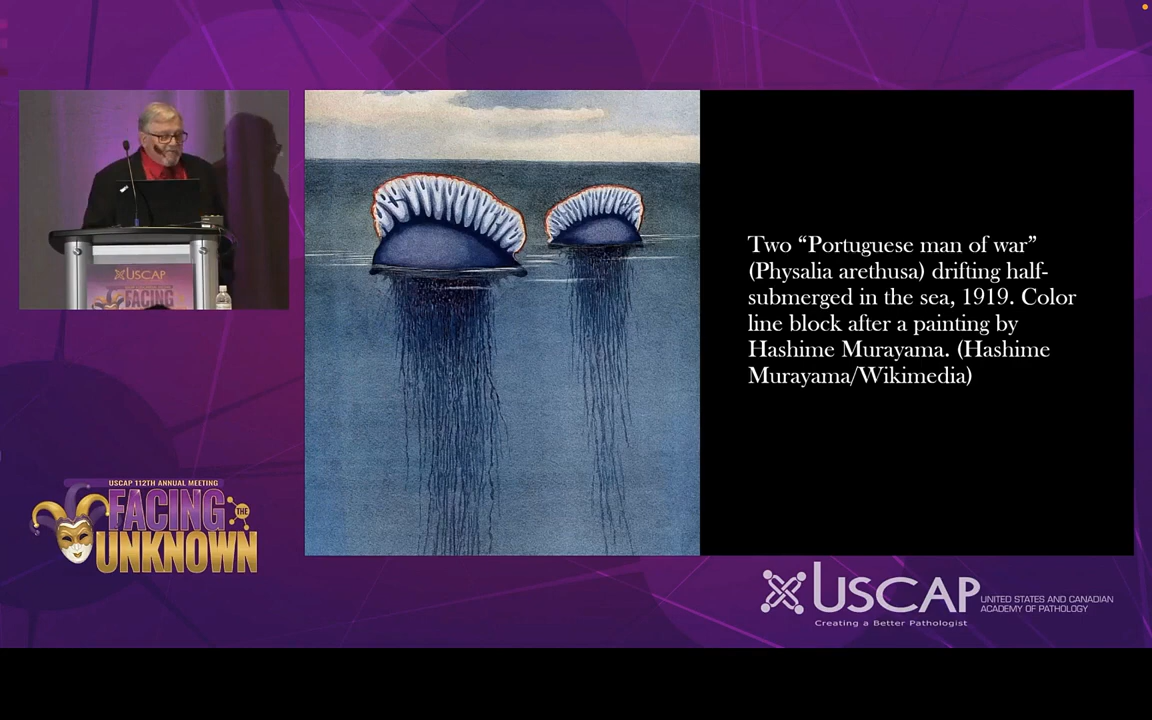 USCAP
FACING
USCAP 112TH ANNUAL MEETING
FACING THE
UNKNOWN
Two “Portuguese man of war”
(Physalia arethusa) drifting half-
submerged in the sea, 1919. Color
line block after a painting by
Hashime Murayama. (Hashime
Murayama/Wikimedia)
USCAP
UNITED STATES AND CANADIAN
ACADEMY OF PATHOLOGY
Creating a Better Pathologist